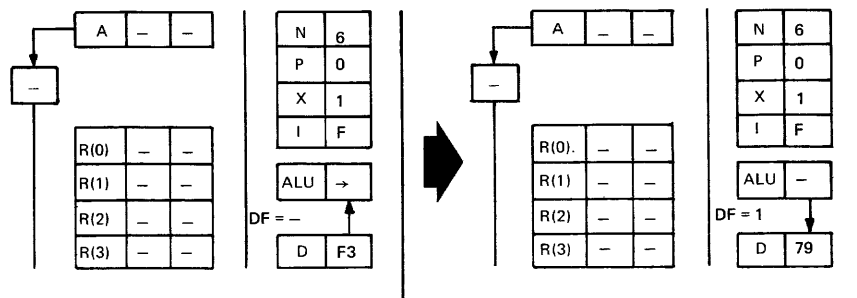 A – –
–
N 6
P 0
X 1
I F
R(0) – –
R(1) – –
R(2) – –
R(3) – –
ALU →
DF = –
D F3
A – –
–
N 6
P 0
X 1
I F
R(0). – –
R(1) – –
R(2) – –
R(3) – –
ALU –
DF = 1
D 79